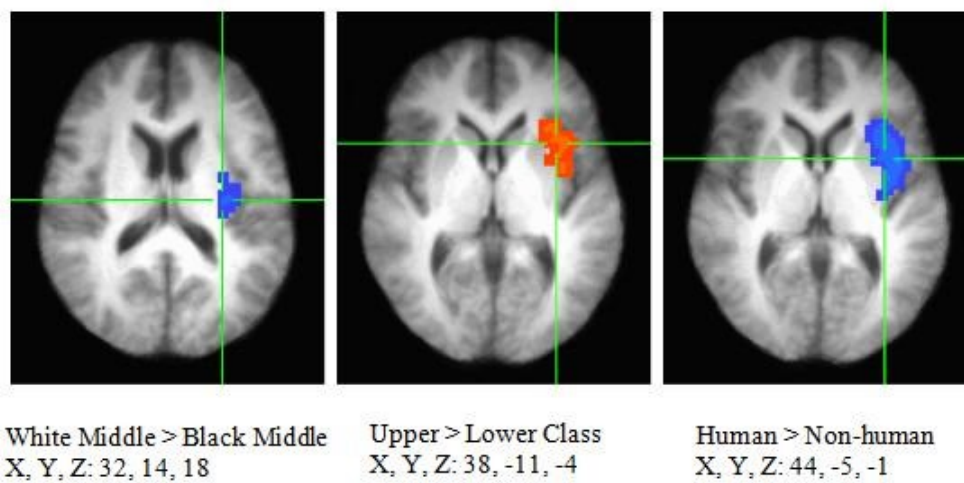 White Middle > Black Middle
X, Y, Z: 32, 14, 18
Upper > Lower Class
X, Y, Z: 38, -11, -4
Human > Non-human
X, Y, Z: 44, -5, -1